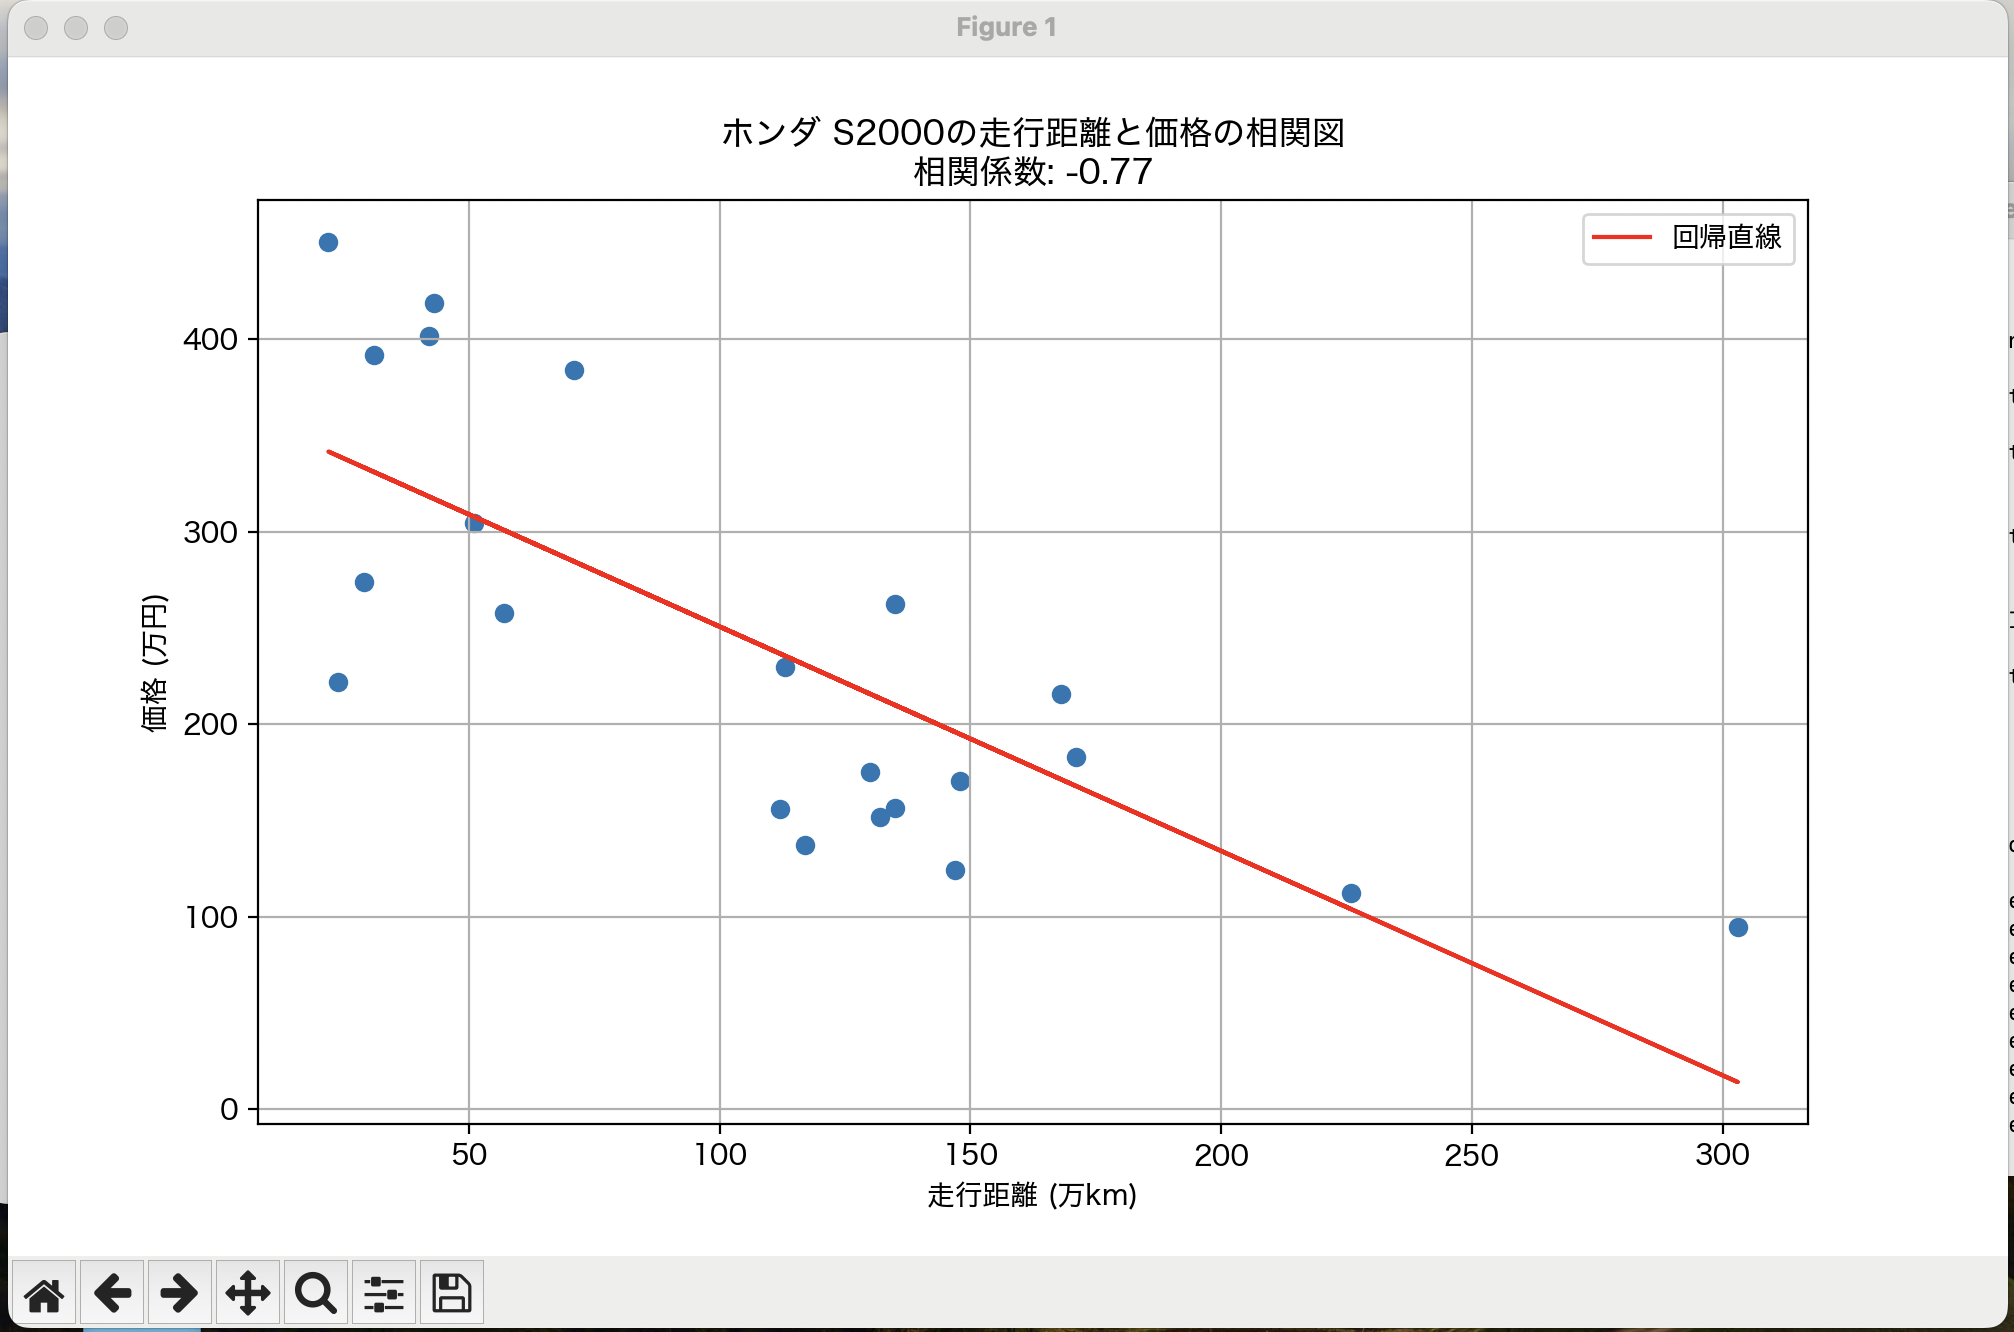 Figure 1
ホンダ S2000の走行距離と価格の相関図
相関係数: -0.77
回帰直線
400
300
200
100
0
価格 (万円)
50 100 150 200 250 300
走行距離 (万km)